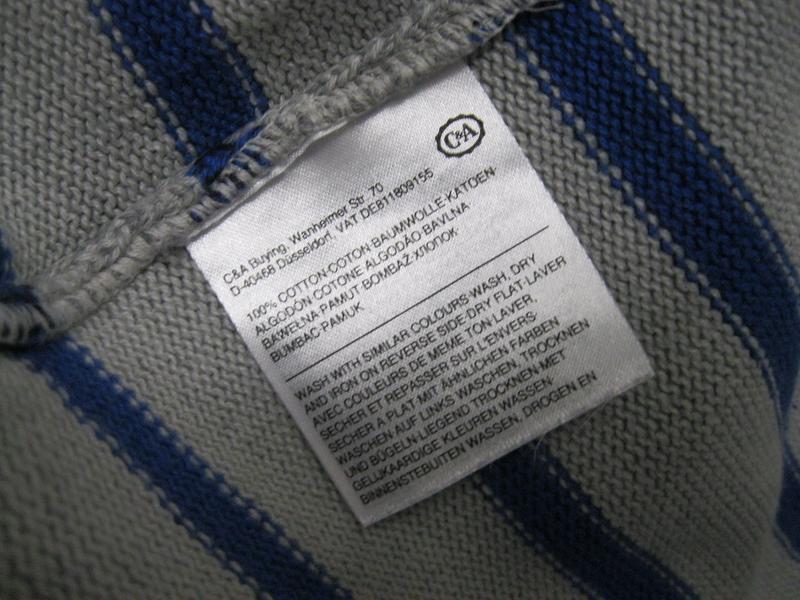 C&A
C&A Buying, Wanheimer Str. 70
D-40468 Düsseldorf, VAT DE811809155
100% COTTON·COTON·BAUMWOLLE·KATOEN·
ALGODÓN COTONE ALGODÃO·BAVLNA
BAWEŁNA·PAMUT·BOMBAŽ·ХЛОПОК·
BUMBAC·PAMUK
WASH WITH SIMILAR COLOURS·WASH, DRY
AND IRON ON REVERSE SIDE·DRY FLAT·LAVER
AVEC COULEURS DE MEME TON LAVER,
SECHER ET REPASSER SUR L'ENVERS·
SECHER A PLAT·MIT ÄHNLICHEN FARBEN
WASCHEN AUF LINKS WASCHEN, TROCKNEN
UND BÜGELN·LIEGEND TROCKNEN·MET
GELIJKAARDIGE KLEUREN WASSEN·
BINNENSTEBUITEN WASSEN, DROGEN EN